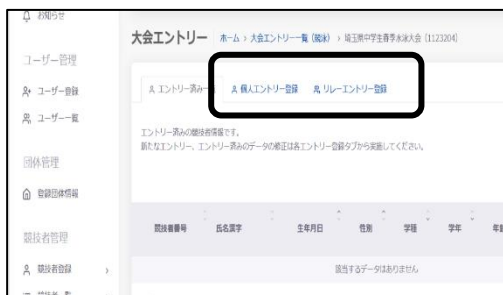 お知らせ
ユーザー管理
ユーザー登録
ユーザー一覧
団体管理
登録団体情報
競技者管理
競技者登録
大会エントリー ホーム > 大会エントリー一覧 (競泳) > 埼玉県中学生春季水泳大会 (1123204)
エントリー済み一 個人エントリー登録 リレーエントリー登録
エントリー済みの競技者情報です。
新たなエントリー、エントリー済みのデータの修正は各エントリー登録タブから実施してください。
競技者番号 氏名漢字 生年月日 性別 学種 学年 年齢
該当するデータはありません